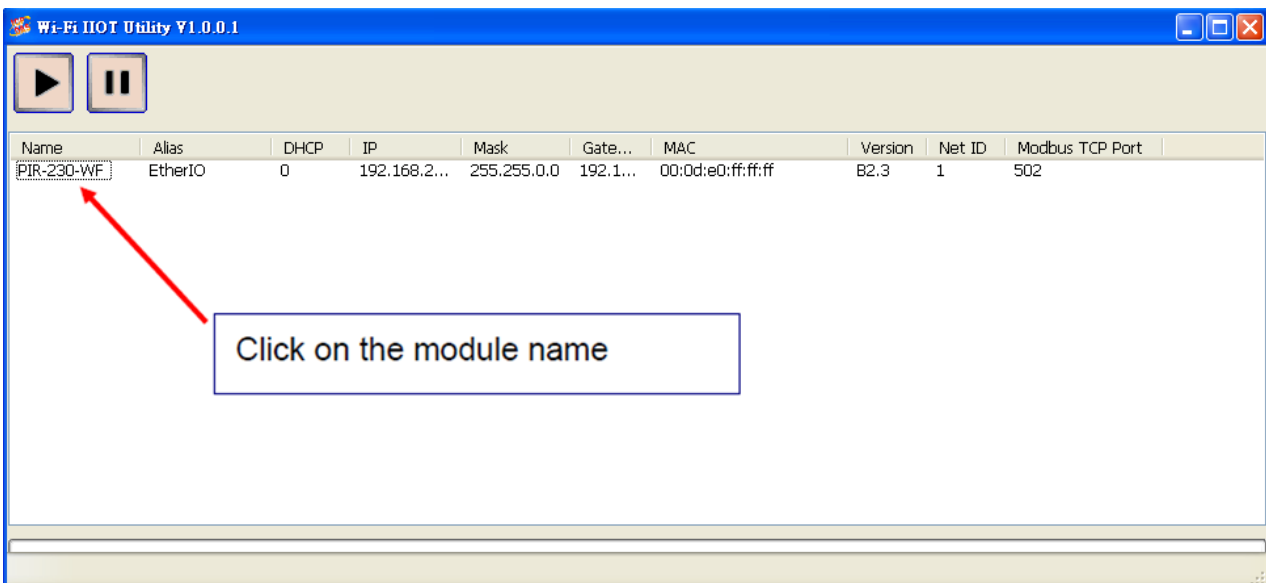 Wi-Fi IIOT Utility V1.0.0.1
Name Alias DHCP IP Mask Gate... MAC Version Net ID Modbus TCP Port
PIR-230-WF EtherIO 0 192.168.2... 255.255.0.0 192.1... 00:0d:e0:ff:ff:ff B2.3 1 502
Click on the module name